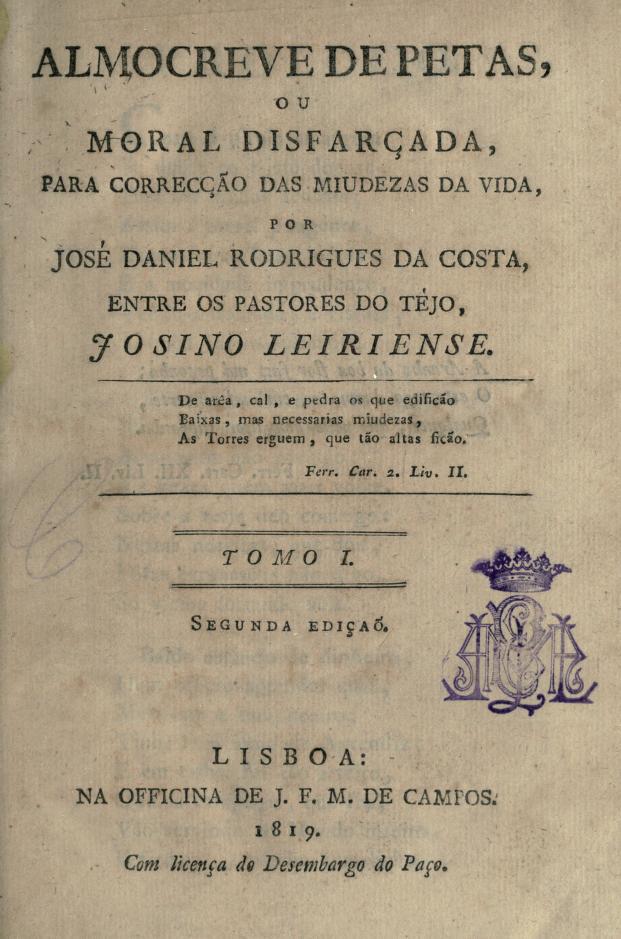 ALMOCREVE DE PETAS,
OU
MORAL DISFARÇADA,
PARA CORRECÇÃO DAS MIUDEZAS DA VIDA,
POR
JOSÉ DANIEL RODRIGUES DA COSTA,
ENTRE OS PASTORES DO TÉJO,
JOSINO LEIRIENSE.
De arêa, cal, e pedra os que edificão
Baixas, mas necessarias miudezas,
As Torres erguem, que tão altas ficão.
Ferr. Car. 2. Liv. II.
TOMO I.
SEGUNDA EDIÇAÕ.
LISBOA:
NA OFFICINA DE J. F. M. DE CAMPOS.
1819.
Com licença do Desembargo do Paço.